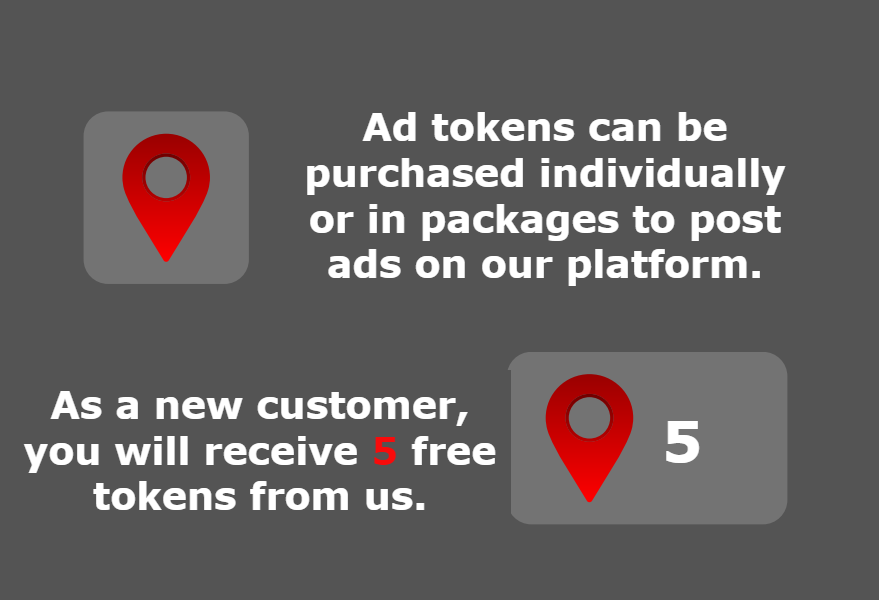 Ad tokens can be
purchased individually
or in packages to post
ads on our platform.
As a new customer,
you will receive 5 free
tokens from us.
5